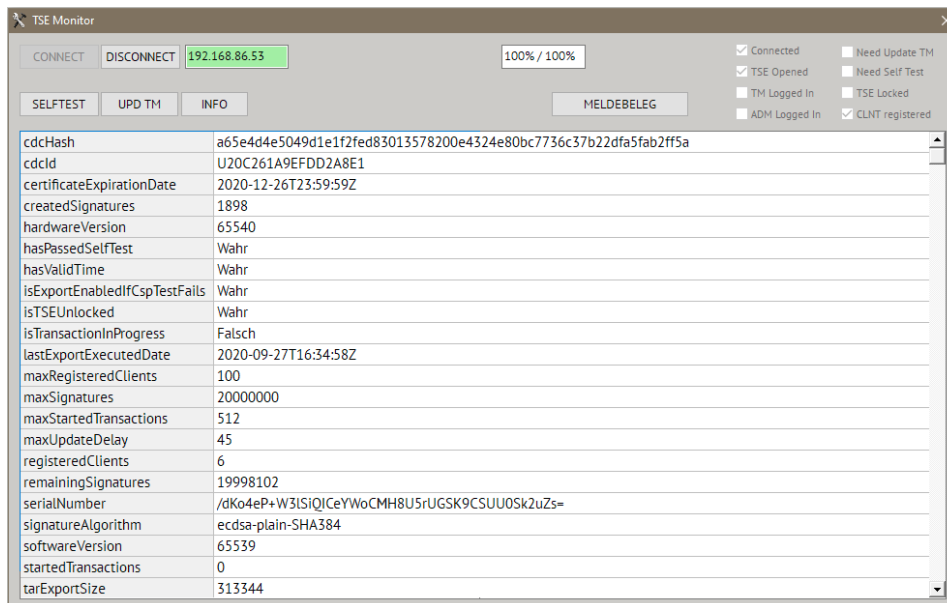 TSE Monitor
CONNECT DISCONNECT 192.168.86.53 100% / 100% Connected Need Update TM
TSE Opened Need Self Test
SELFTEST UPD TM INFO MELDEBELEG TM Logged In TSE Locked
ADM Logged In CLNT registered
cdcHash a65e4d4e5049d1e1f2fed83013578200e4324e80bc7736c37b22dfa5fab2ff5a
cdcId U20C261A9EFDD2A8E1
certificateExpirationDate 2020-12-26T23:59:59Z
createdSignatures 1898
hardwareVersion 65540
hasPassedSelfTest Wahr
hasValidTime Wahr
isExportEnabledIfCspTestFails Wahr
isTSEUnlocked Wahr
isTransactionInProgress Falsch
lastExportExecutedDate 2020-09-27T16:34:58Z
maxRegisteredClients 100
maxSignatures 20000000
maxStartedTransactions 512
maxUpdateDelay 45
registeredClients 6
remainingSignatures 19998102
serialNumber /dKo4eP+W3lSiQICeYWoCMH8U5rUGSK9CSUU0Sk2uZs=
signatureAlgorithm ecdsa-plain-SHA384
softwareVersion 65539
startedTransactions 0
tarExportSize 313344